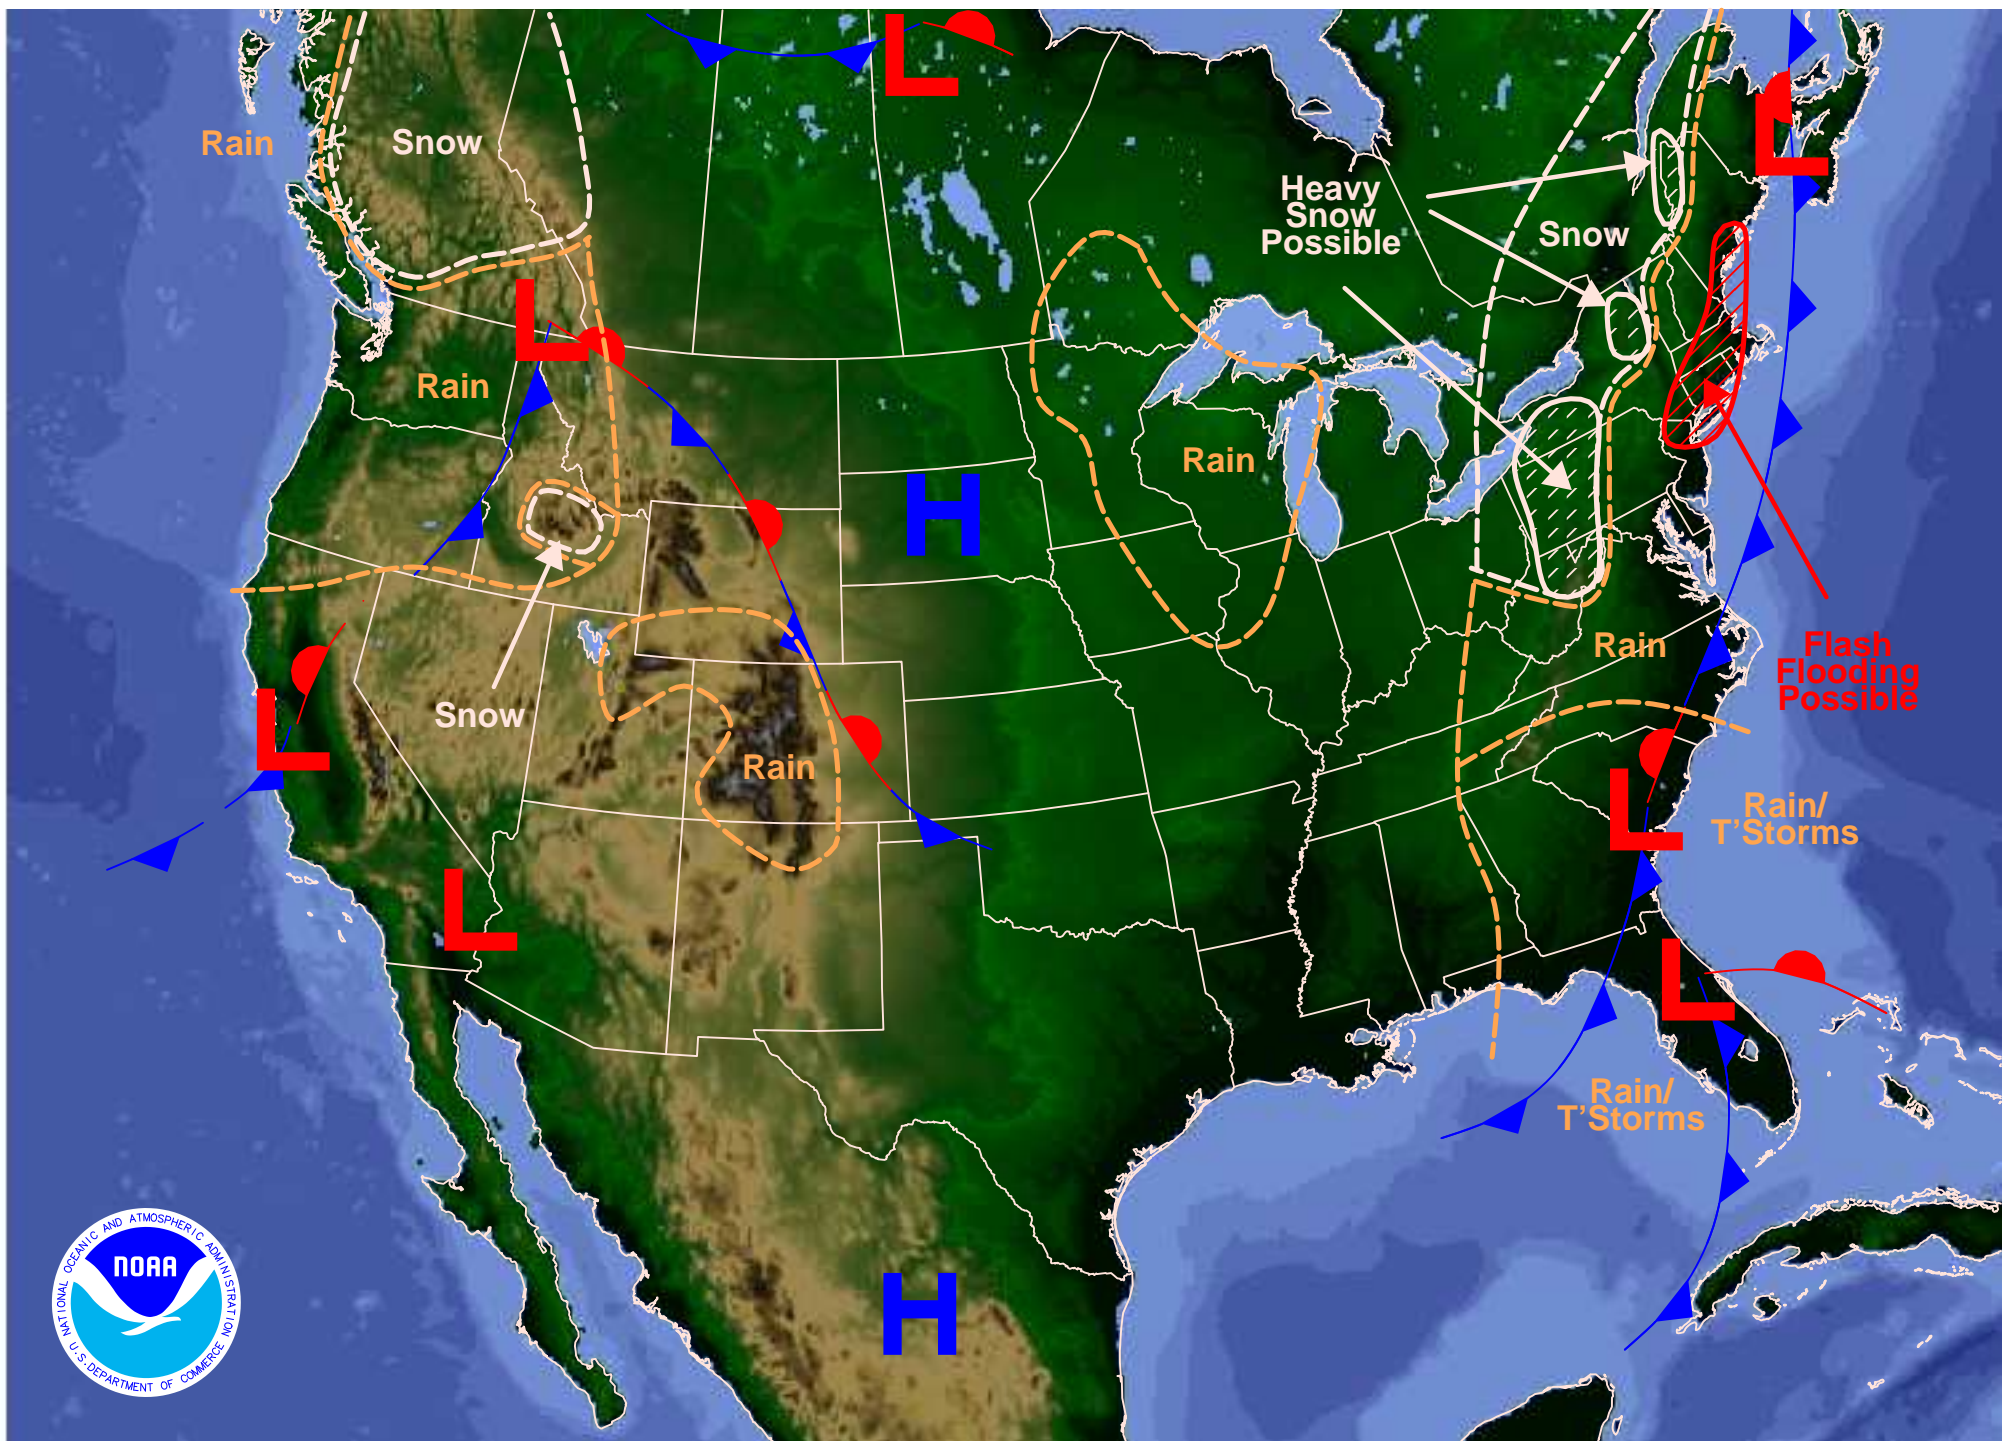 Rain
Snow
Heavy
Snow
Possible
Snow
Rain
Rain
Snow
Rain
Rain
Flash
Flooding
Possible
Rain/
T'Storms
Rain/
T'Storms
L
L
L
L
L
L
L
H
H
NATIONAL OCEANIC AND ATMOSPHERIC ADMINISTRATION
NOAA
U.S. DEPARTMENT OF COMMERCE